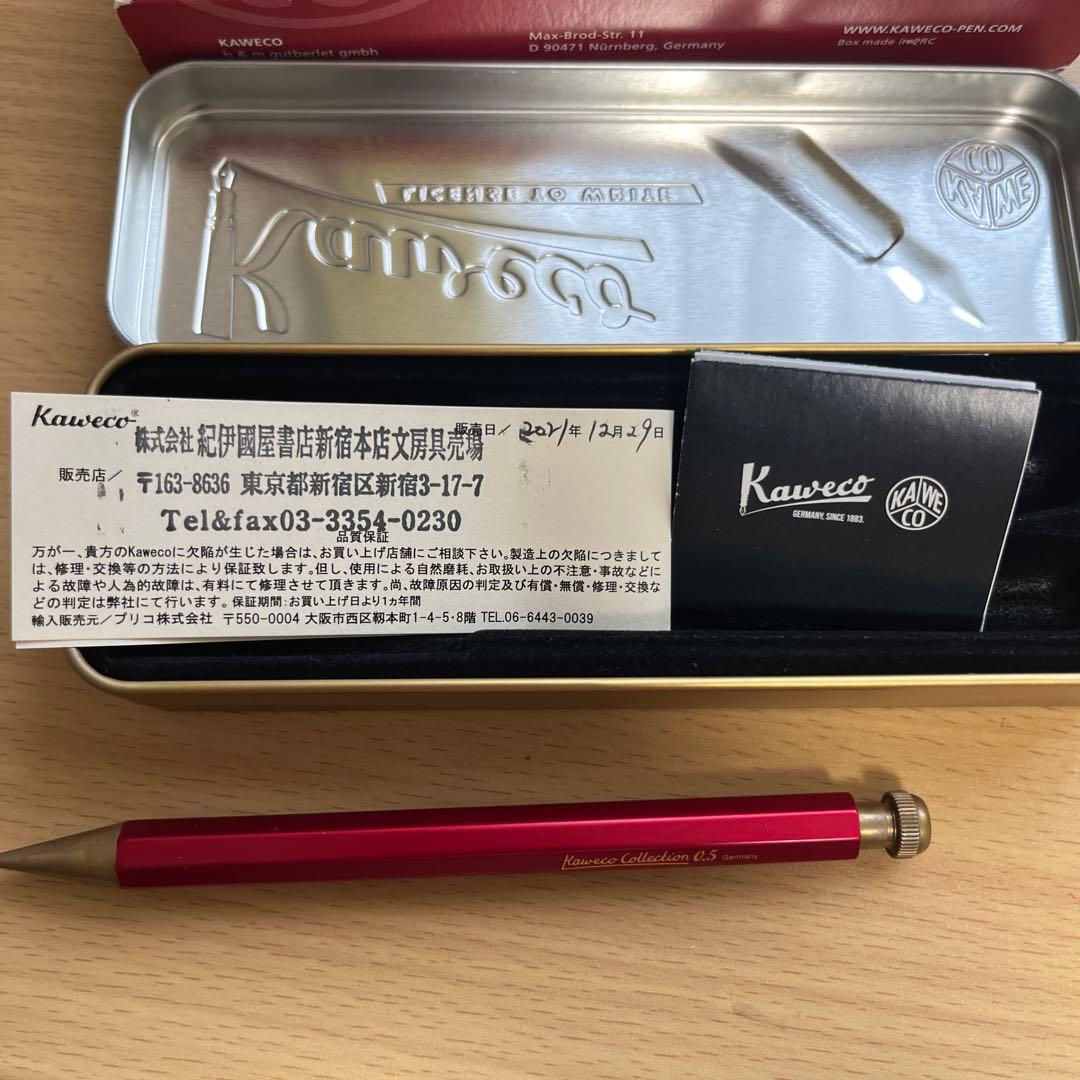 KAWECO
h & m gutberlet gmbh
Max-Brod-Str. 11
D 90471 Nürnberg, Germany
WWW.KAWECO-PEN.COM
Box made in PRC
LICENSE TO WRITE
Kaweco
KA WE CO
Kaweco®
販売日／2021年12月29日
株式会社 紀伊國屋書店新宿本店文房具売場
販売店／
〒163-8636 東京都新宿区新宿3-17-7
Tel&fax03-3354-0230
品質保証
万が一、貴方のKawecoに欠陥が生じた場合は、お買い上げ店舗にご相談下さい。製造上の欠陥につきまして
は、修理・交換等の方法により保証致します。但し、使用による自然磨耗、お取扱い上の不注意・事故などに
よる故障や人為的故障は、有料にて修理させて頂きます。尚、故障原因の判定及び有償・無償・修理・交換な
どの判定は弊社にて行います。保証期間：お買い上げ日より1ヵ年間
輸入販売元／プリコ株式会社 〒550-0004 大阪市西区靱本町1-4-5・8階 TEL.06-6443-0039
Kaweco
GERMANY, SINCE 1883.
KA WE CO
Kaweco Collection 0.5 Germany